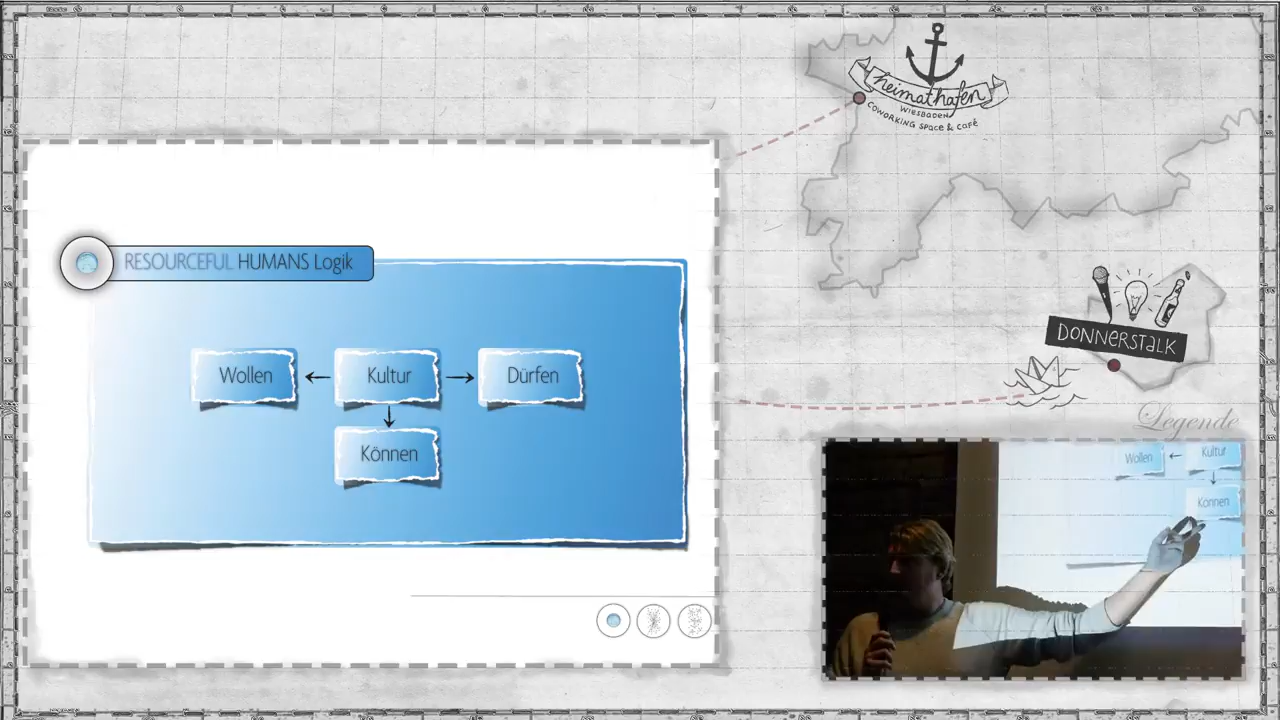 heimathafen
WIESBADEN
COWORKING SPACE & CAFÉ
RESOURCEFUL HUMANS Logik
Wollen
Kultur
Dürfen
Können
DONNERSTALK
Legende
Wollen
Kultur
Können